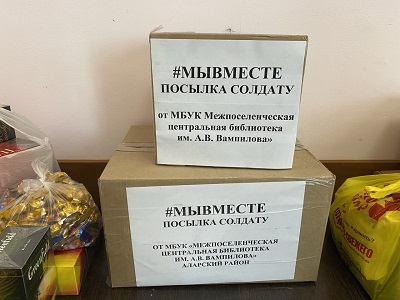 #МЫВМЕСТЕ
ПОСЫЛКА СОЛДАТУ
от МБУК Межпоселенческая
центральная библиотека
им. А.В. Вампилова»
#МЫВМЕСТЕ
ПОСЫЛКА СОЛДАТУ
ОТ МБУК «МЕЖПОСЕЛЕНЧЕСКАЯ
ЦЕНТРАЛЬНАЯ БИБЛИОТЕКА
ИМ. А.В. ВАМПИЛОВА»
АЛАРСКИЙ РАЙОН